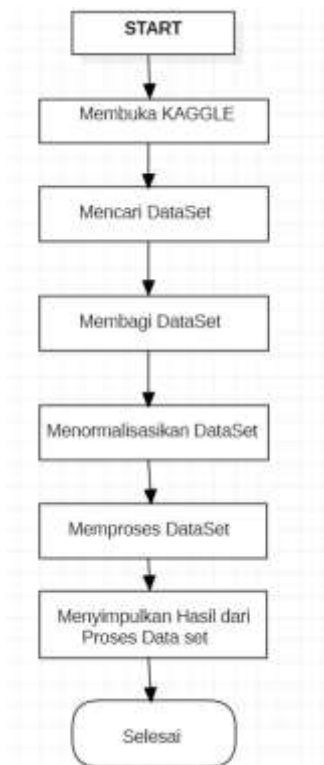 START
Membuka KAGGLE
Mencari DataSet
Membagi DataSet
Menormalisasikan DataSet
Memproses DataSet
Menyimpulkan Hasil dari
Proses Data set
Selesai